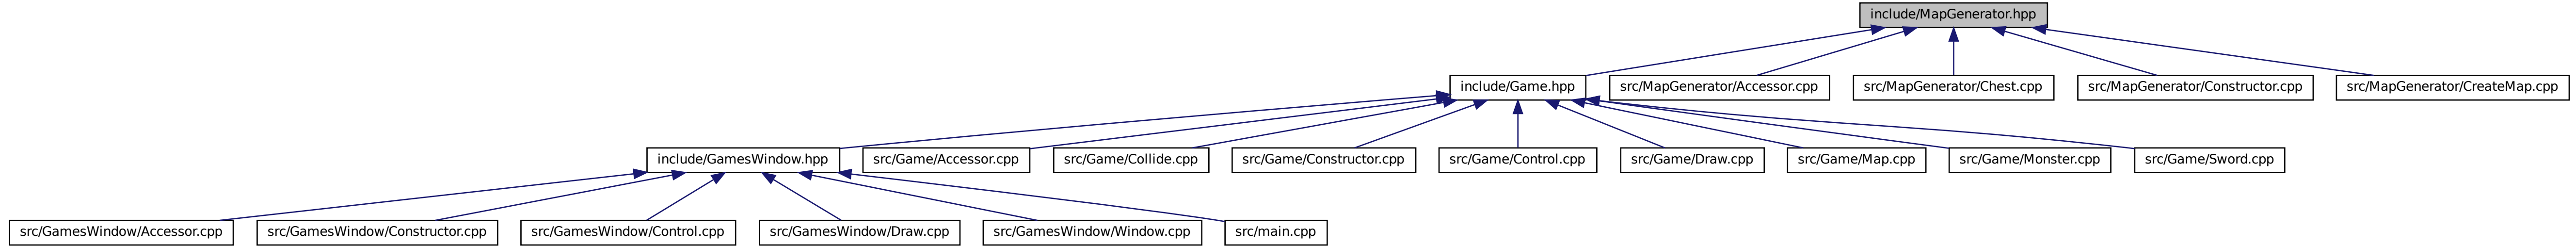 include/MapGenerator.hpp
include/Game.hpp
src/MapGenerator/Accessor.cpp
src/MapGenerator/Chest.cpp
src/MapGenerator/Constructor.cpp
src/MapGenerator/CreateMap.cpp
include/GamesWindow.hpp
src/Game/Accessor.cpp
src/Game/Collide.cpp
src/Game/Constructor.cpp
src/Game/Control.cpp
src/Game/Draw.cpp
src/Game/Map.cpp
src/Game/Monster.cpp
src/Game/Sword.cpp
src/GamesWindow/Accessor.cpp
src/GamesWindow/Constructor.cpp
src/GamesWindow/Control.cpp
src/GamesWindow/Draw.cpp
src/GamesWindow/Window.cpp
src/main.cpp